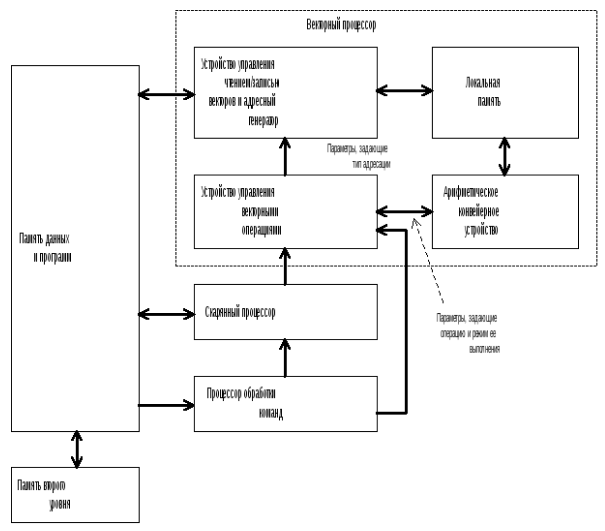 Векторный процессор
Устройство управления
чтением/записью
векторов и адресный
генератор
Локальная
память
Параметры, задающие
тип адресации
Устройство управления
векторными
операциями
Арифметическое
конвейерное
устройство
Память данных
и программ
Скалярный процессор
Параметры, задающие
операцию и режим ее
выполнения
Процессор обработки
команд
Память второго
уровня